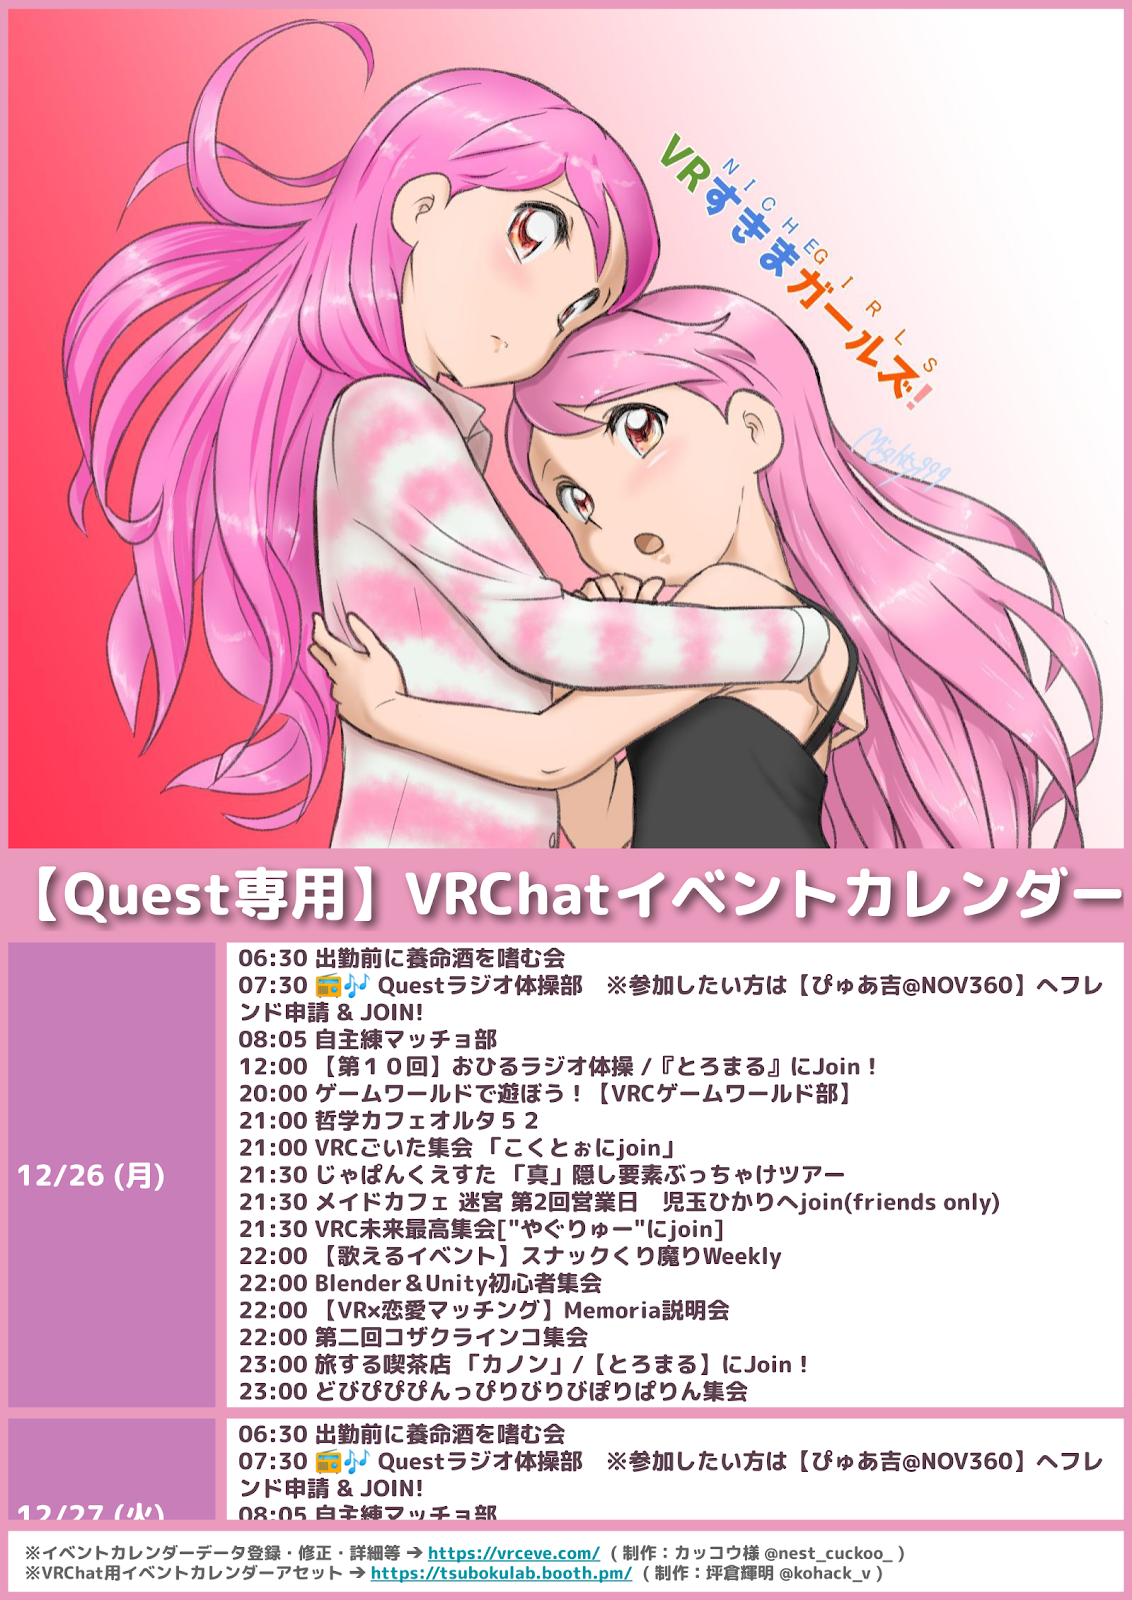 VRすきまガールズ!
NICHE GIRLS
Mighty999
【Quest専用】VRChatイベントカレンダー
12/26 (月)
06:30 出勤前に養命酒を嗜む会
07:30 📻🎶 Questラジオ体操部　※参加したい方は【ぴゅあ吉@NOV360】へフレ
ンド申請 & JOIN!
08:05 自主練マッチョ部
12:00 【第１０回】おひるラジオ体操 /『とろまる』にJoin！
20:00 ゲームワールドで遊ぼう！【VRCゲームワールド部】
21:00 哲学カフェオルタ５２
21:00 VRCごいた集会 「こくとぉにjoin」
21:30 じゃぱんくえすた 「真」隠し要素ぶっちゃけツアー
21:30 メイドカフェ 迷宮 第2回営業日　児玉ひかりへjoin(friends only)
21:30 VRC未来最高集会["やぐりゅー"にjoin]
22:00 【歌えるイベント】スナックくり魔りWeekly
22:00 Blender＆Unity初心者集会
22:00 【VR×恋愛マッチング】Memoria説明会
22:00 第二回コザクラインコ集会
23:00 旅する喫茶店 「カノン」/【とろまる】にJoin！
23:00 どびぴぴぴんっぴりびりびぽりぱりん集会
12/27 (火)
06:30 出勤前に養命酒を嗜む会
07:30 📻🎶 Questラジオ体操部　※参加したい方は【ぴゅあ吉@NOV360】へフレ
ンド申請 & JOIN!
08:05 自主練マッチョ部
※イベントカレンダーデータ登録・修正・詳細等 ➔ https://vrceve.com/ ( 制作：カッコウ様 @nest_cuckoo_ )
※VRChat用イベントカレンダーアセット ➔ https://tsubokulab.booth.pm/ ( 制作：坪倉輝明 @kohack_v )